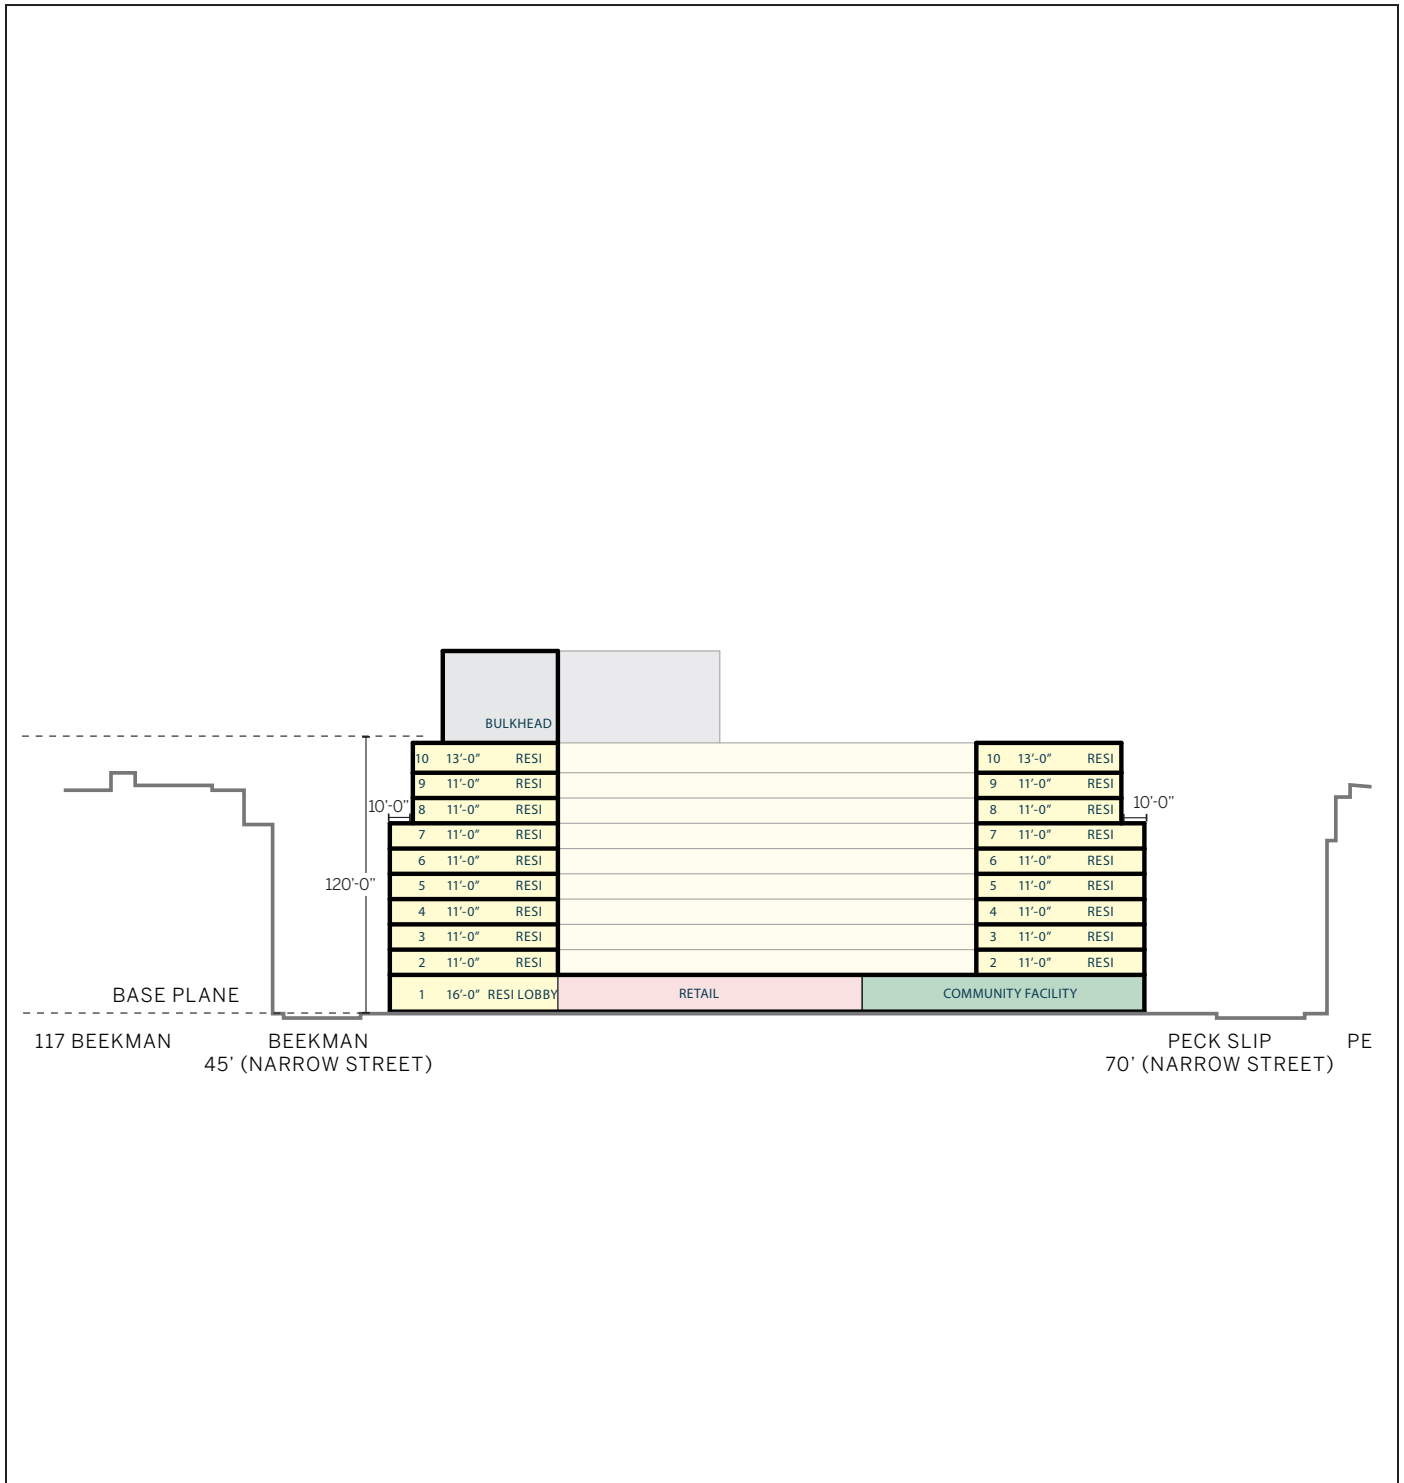 BULKHEAD
10 13'-0" RESI 10 13'-0" RESI
9 11'-0" RESI 9 11'-0" RESI
10'-0" 8 11'-0" RESI 8 11'-0" RESI 10'-0"
7 11'-0" RESI 7 11'-0" RESI
6 11'-0" RESI 6 11'-0" RESI
120'-0" 5 11'-0" RESI 5 11'-0" RESI
4 11'-0" RESI 4 11'-0" RESI
3 11'-0" RESI 3 11'-0" RESI
2 11'-0" RESI 2 11'-0" RESI
BASE PLANE 1 16'-0" RESI LOBBY RETAIL COMMUNITY FACILITY
117 BEEKMAN BEEKMAN PECK SLIP PE
45' (NARROW STREET) 70' (NARROW STREET)